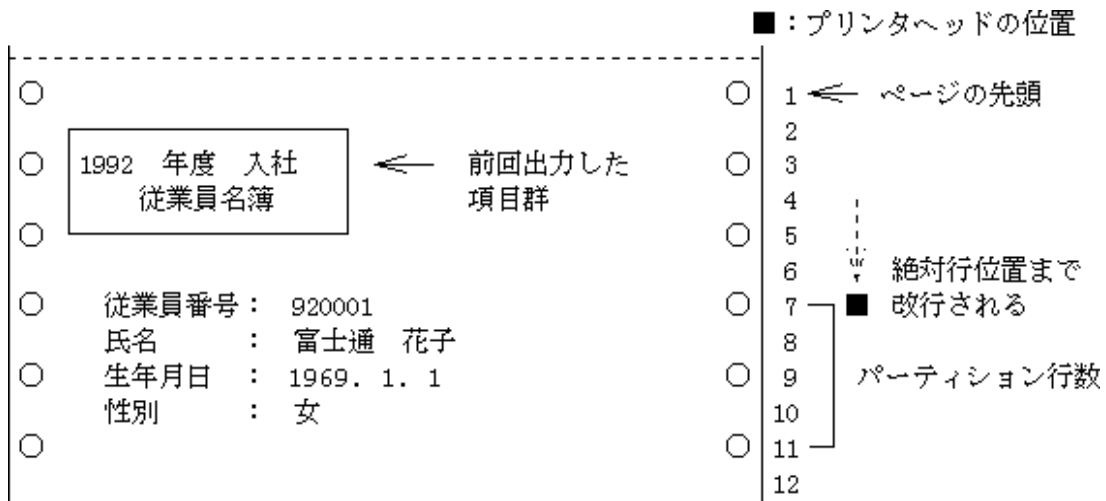 ■：プリンタヘッドの位置
1 ページの先頭
2
1992 年度 入社 前回出力した 3
従業員名簿 項目群 4
5
6 絶対行位置まで
従業員番号： 920001 7 ■ 改行される
氏名 ： 富士通 花子 8
生年月日 ： 1969. 1. 1 9 パーティション行数
性別 ： 女 10
11
12